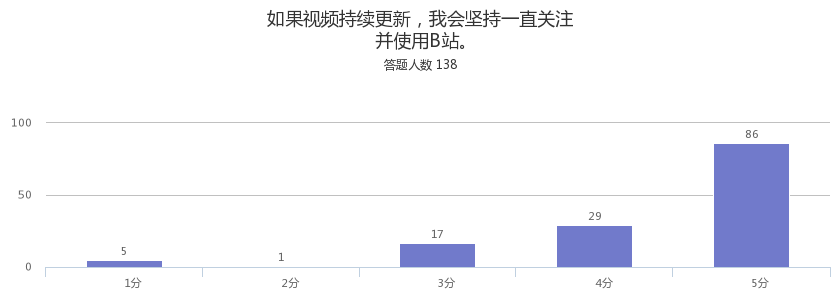 如果视频持续更新，我会坚持一直关注
并使用B站。
答题人数 138
100
50
0
5
1
17
29
86
1分
2分
3分
4分
5分